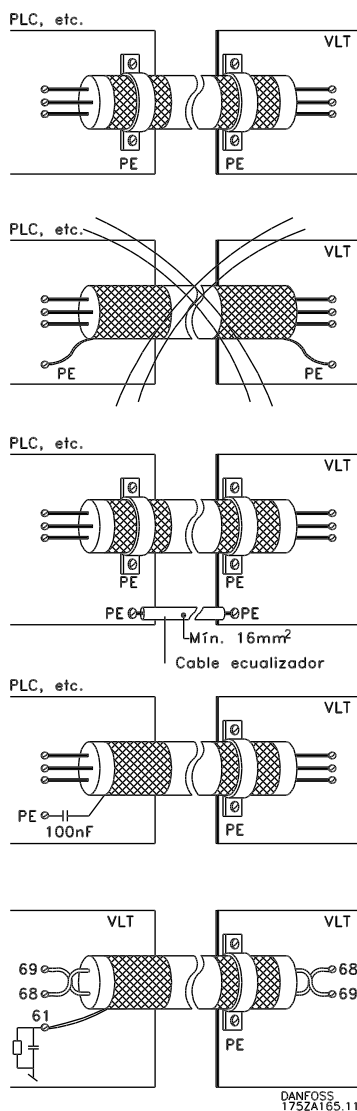 PLC, etc.
VLT
PE
PE
PLC, etc.
VLT
PE
PE
PLC, etc.
VLT
PE
PE
PE
PE
Mín. 16mm²
Cable ecualizador
PLC, etc.
VLT
PE
100nF
PE
VLT
VLT
69
68
68
69
61
PE
DANFOSS
175ZA165.11